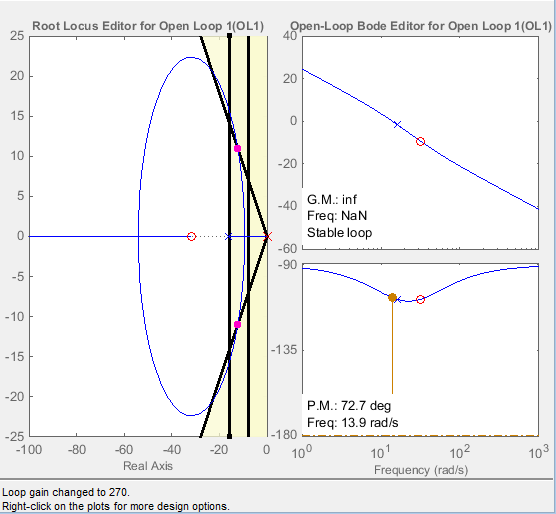 Root Locus Editor for Open Loop 1(OL1)
Open-Loop Bode Editor for Open Loop 1(OL1)
25
20
15
10
5
0
-5
-10
-15
-20
-25
-100
-80
-60
-40
-20
0
Real Axis
40
20
0
-20
-40
-60
G.M.: inf
Freq: NaN
Stable loop
-90
-135
-180
P.M.: 72.7 deg
Freq: 13.9 rad/s
10^0
10^1
10^2
10^3
Frequency (rad/s)
Loop gain changed to 270.
Right-click on the plots for more design options.